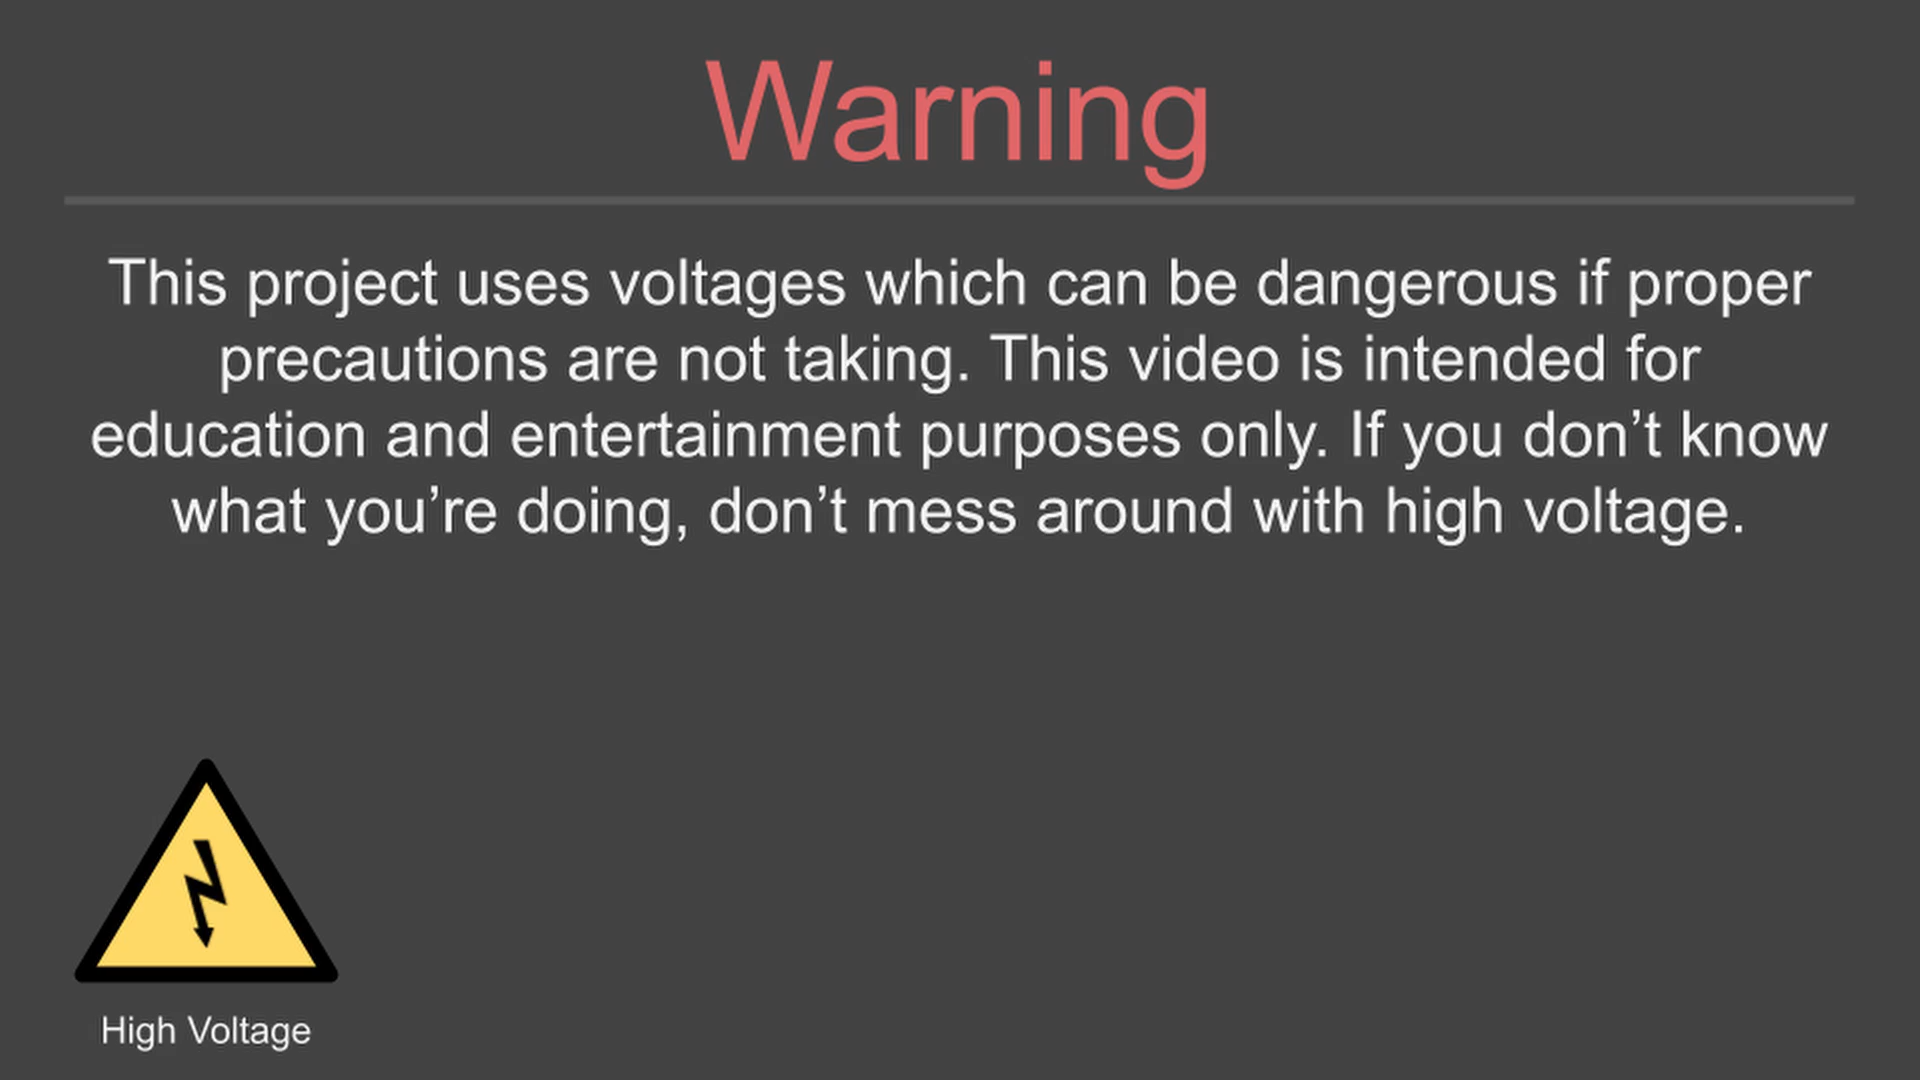 Warning
This project uses voltages which can be dangerous if proper
precautions are not taking. This video is intended for
education and entertainment purposes only. If you don’t know
what you’re doing, don’t mess around with high voltage.
High Voltage